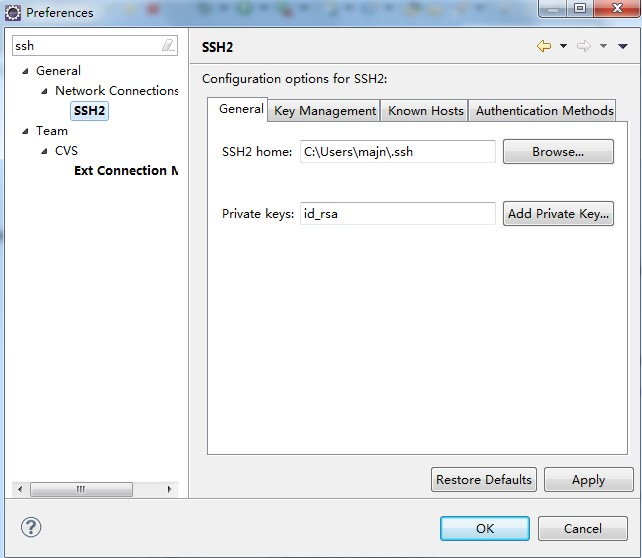 Preferences
ssh
General
Network Connections
SSH2
Team
CVS
Ext Connection M
SSH2
Configuration options for SSH2:
General Key Management Known Hosts Authentication Methods
SSH2 home: C:\Users\majn\.ssh Browse...
Private keys: id_rsa Add Private Key...
Restore Defaults Apply
? OK Cancel